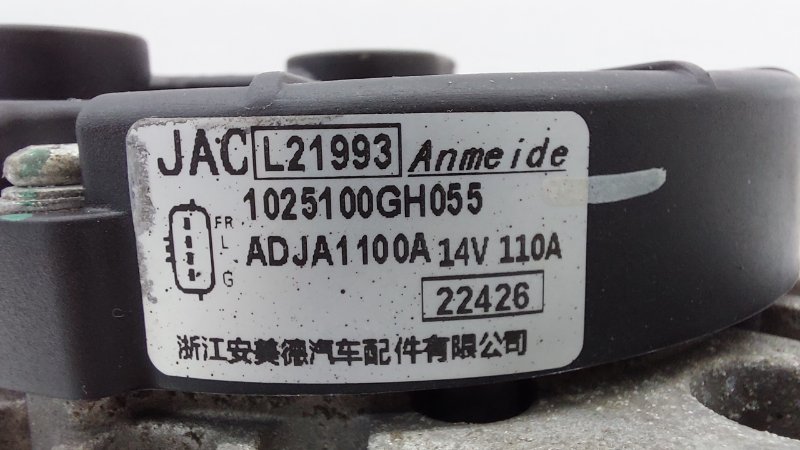 JAC L21993 Anmeide
1025100GH055
FR
L
G
ADJA1100A 14V 110A
22426
浙江安美德汽车配件有限公司